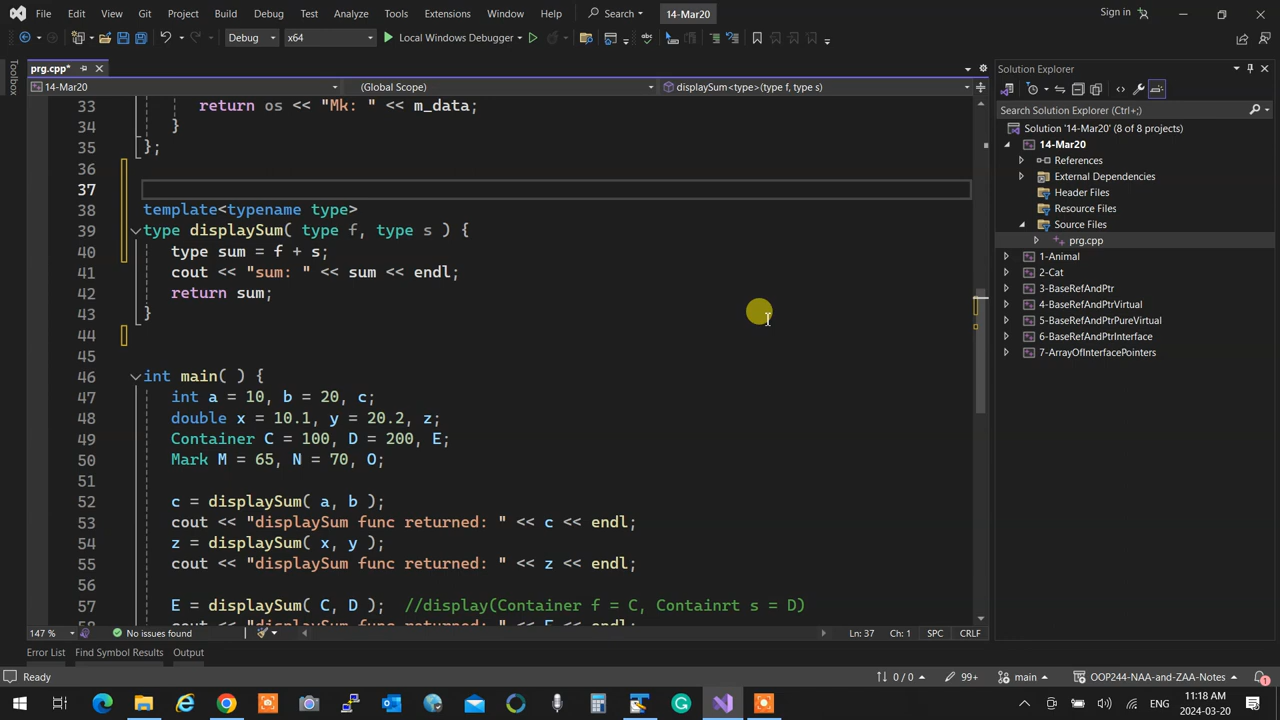 File Edit View Git Project Build Debug Test Analyze Tools Extensions Window Help Search 14-Mar20 Sign in
Debug x64 Local Windows Debugger
prg.cpp*
14-Mar20 (Global Scope) displaySum<type>(type f, type s)
Toolbox
33 return os << "Mk: " << m_data;
34 }
35 };
36
37
38 template<typename type>
39 type displaySum( type f, type s ) {
40 type sum = f + s;
41 cout << "sum: " << sum << endl;
42 return sum;
43 }
44
45
46 int main( ) {
47 int a = 10, b = 20, c;
48 double x = 10.1, y = 20.2, z;
49 Container C = 100, D = 200, E;
50 Mark M = 65, N = 70, O;
51
52 c = displaySum( a, b );
53 cout << "displaySum func returned: " << c << endl;
54 z = displaySum( x, y );
55 cout << "displaySum func returned: " << z << endl;
56
57 E = displaySum( C, D ); //display(Container f = C, Containrt s = D)
58 cout << "displaySum func returned: " << E << endl;
147 % No issues found Ln: 37 Ch: 1 SPC CRLF
Error List Find Symbol Results Output
Solution Explorer
Search Solution Explorer (Ctrl+;)
Solution '14-Mar20' (8 of 8 projects)
14-Mar20
References
External Dependencies
Header Files
Resource Files
Source Files
prg.cpp
1-Animal
2-Cat
3-BaseRefAndPtr
4-BaseRefAndPtrVirtual
5-BaseRefAndPtrPureVirtual
6-BaseRefAndPtrInterface
7-ArrayOfInterfacePointers
Ready 0 / 0 99+ main OOP244-NAA-and-ZAA-Notes 1
ENG 11:18 AM 2024-03-20